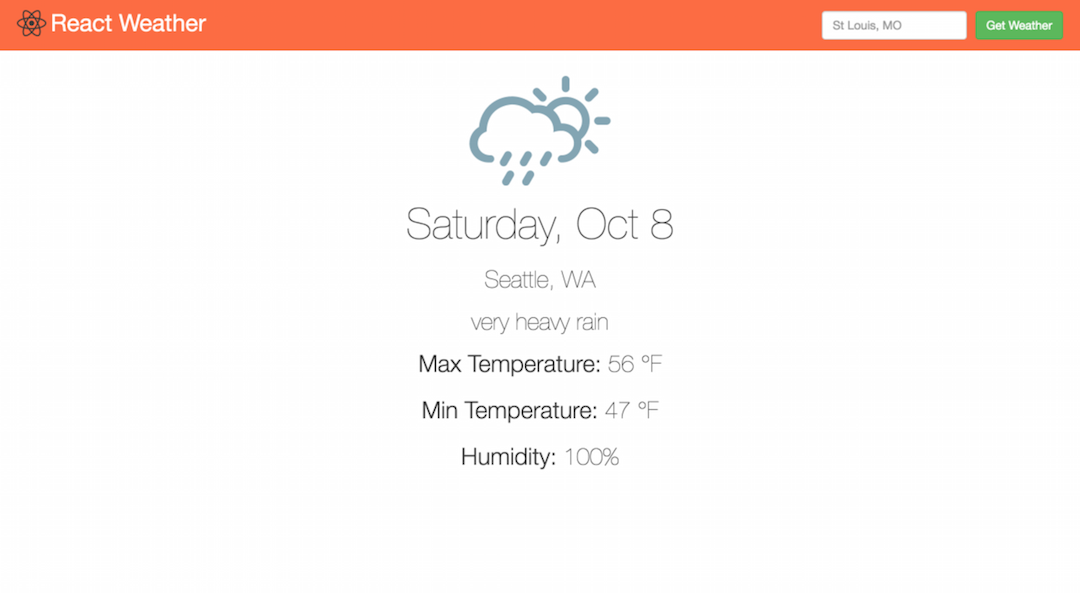 React Weather
St Louis, MO
Get Weather
Saturday, Oct 8
Seattle, WA
very heavy rain
Max Temperature: 56 °F
Min Temperature: 47 °F
Humidity: 100%